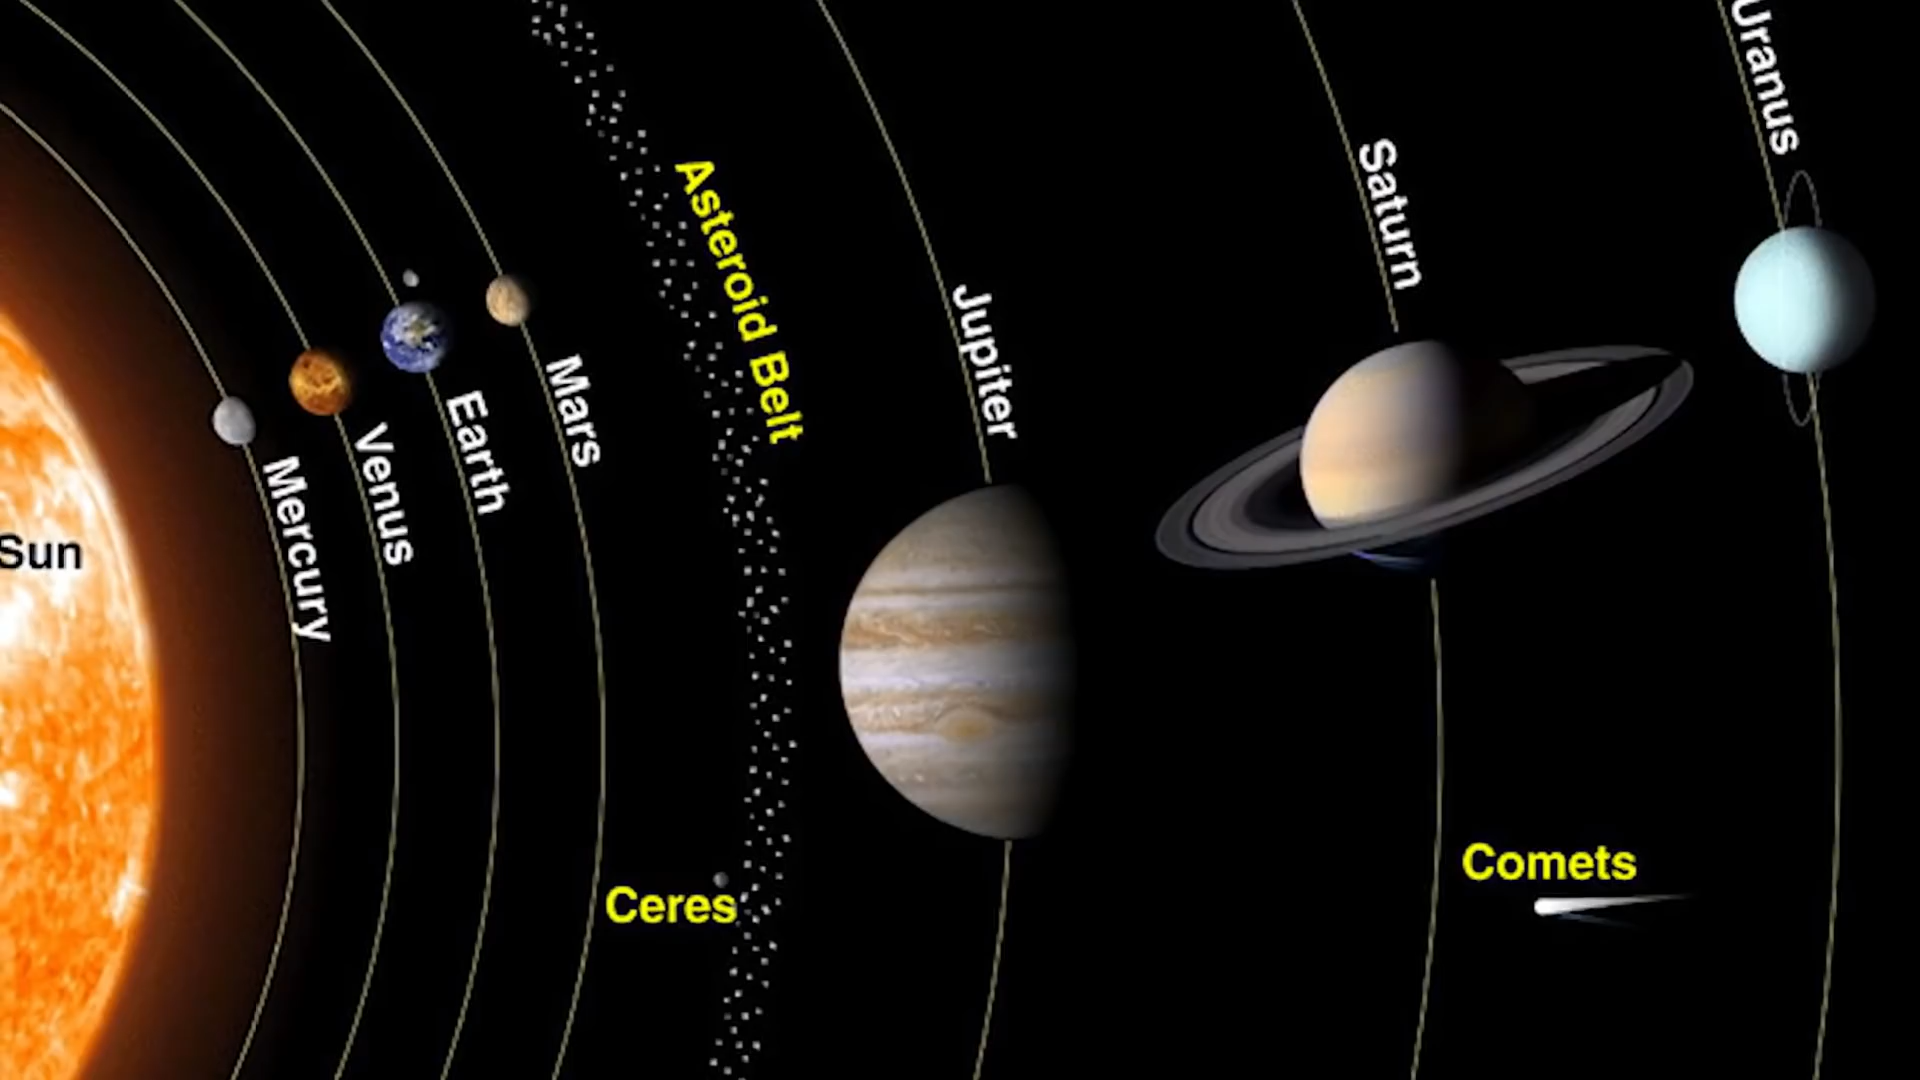 Sun
Mercury
Venus
Earth
Mars
Asteroid Belt
Ceres
Jupiter
Saturn
Comets
Uranus